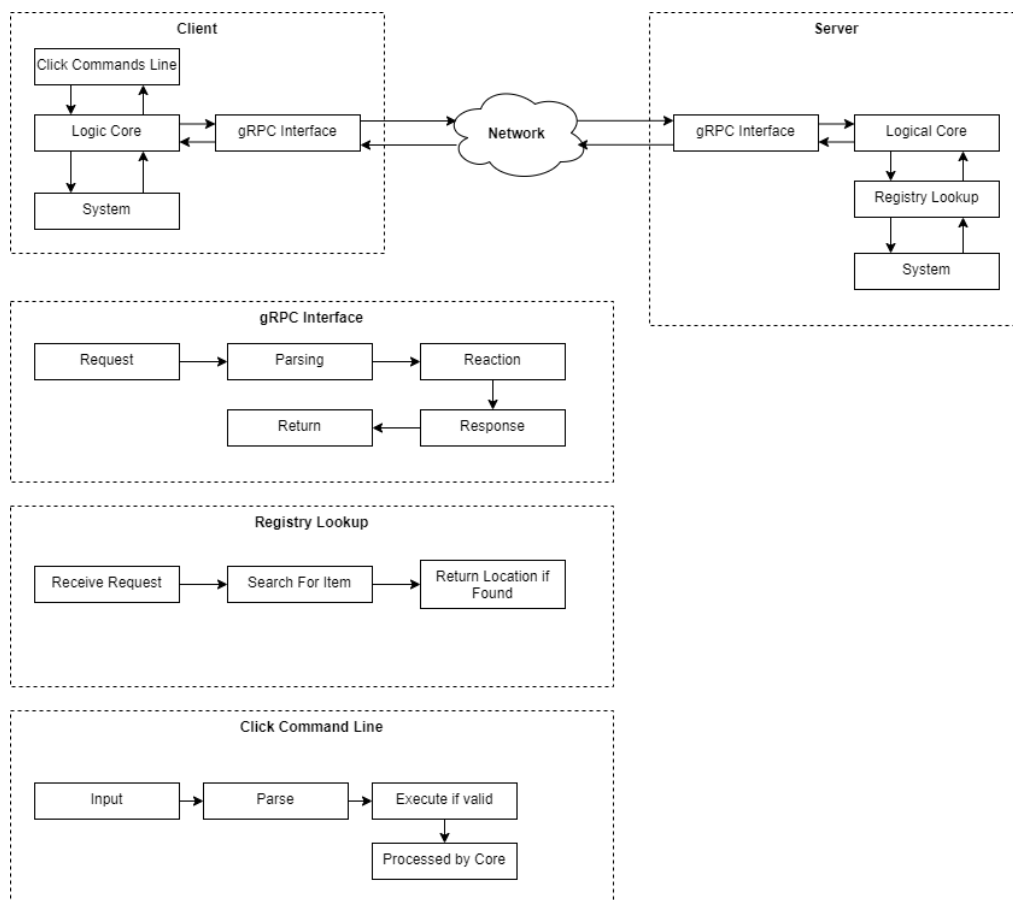 Client
Server
Click Commands Line
Logic Core
gRPC Interface
Network
gRPC Interface
Logical Core
System
Registry Lookup
System
gRPC Interface
Request
Parsing
Reaction
Return
Response
Registry Lookup
Receive Request
Search For Item
Return Location if
Found
Click Command Line
Input
Parse
Execute if valid
Processed by Core